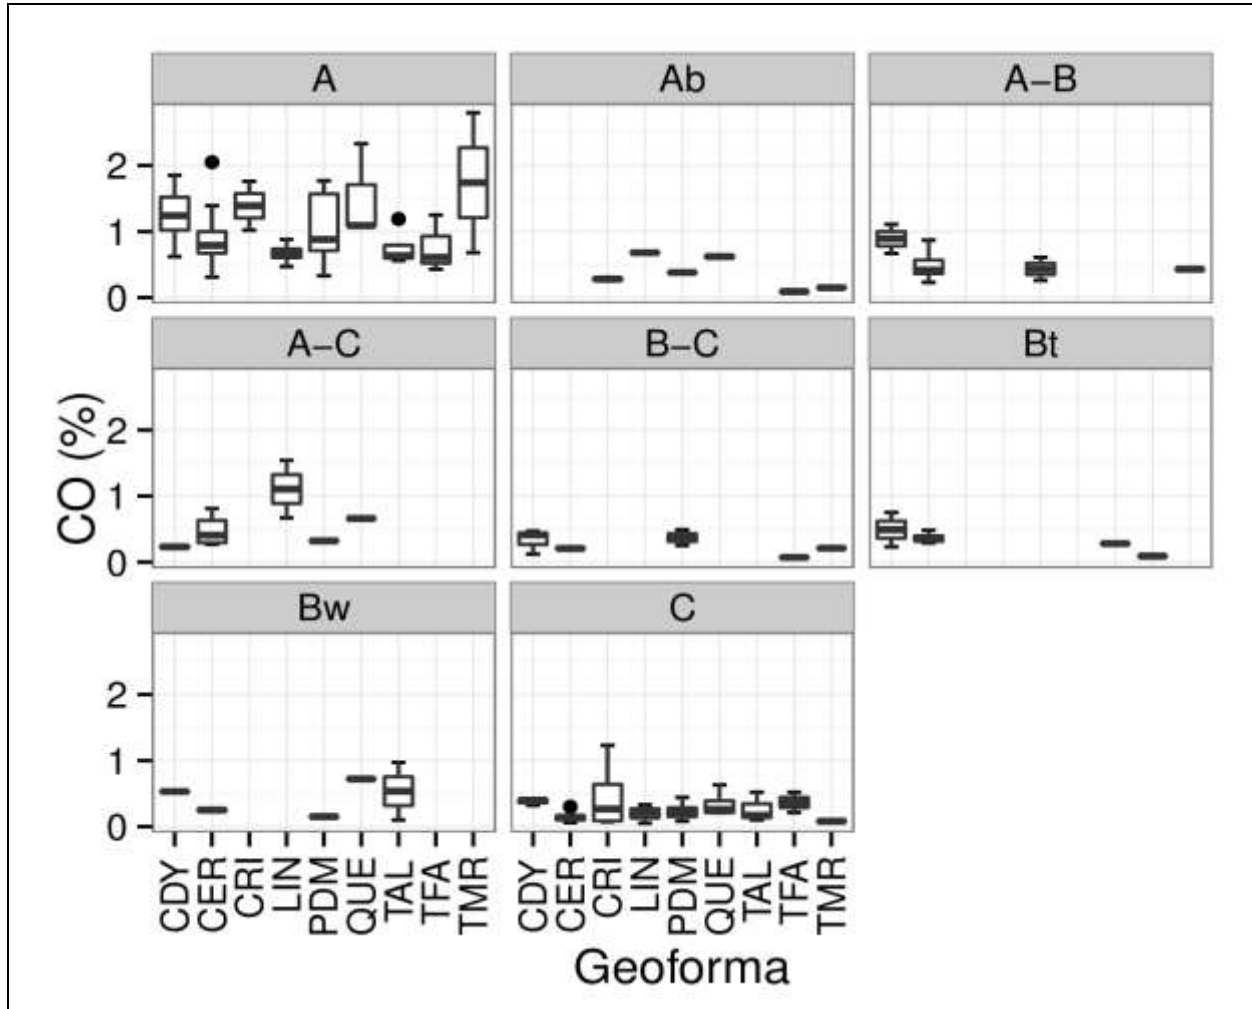 A
Ab
A–B
2
1
0
A–C
B–C
Bt
CO (%)
2
1
0
Bw
C
2
1
0
CDY
CER
CRI
LIN
PDM
QUE
TAL
TFA
TMR
CDY
CER
CRI
LIN
PDM
QUE
TAL
TFA
TMR
Geoforma